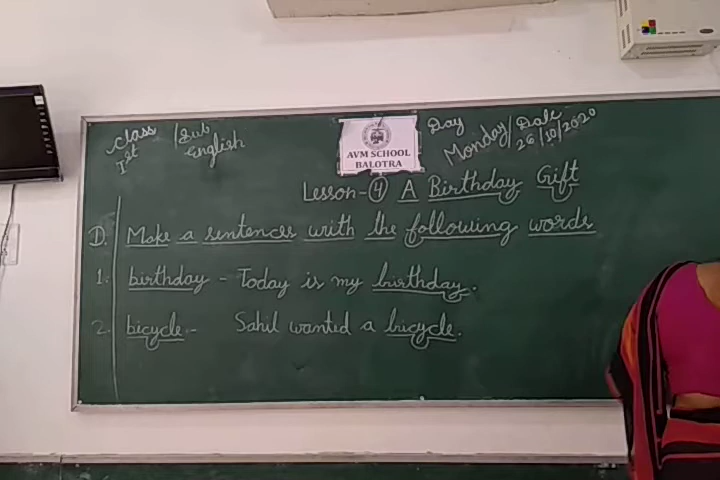 Class / Sub
Ist English
AVM SCHOOL
BALOTRA
Day
Monday / Date
26/10/2020
Lesson-4 A Birthday Gift
D. Make a sentences with the following words
1. birthday - Today is my birthday.
2. bicycle - Sahil wanted a bicycle.